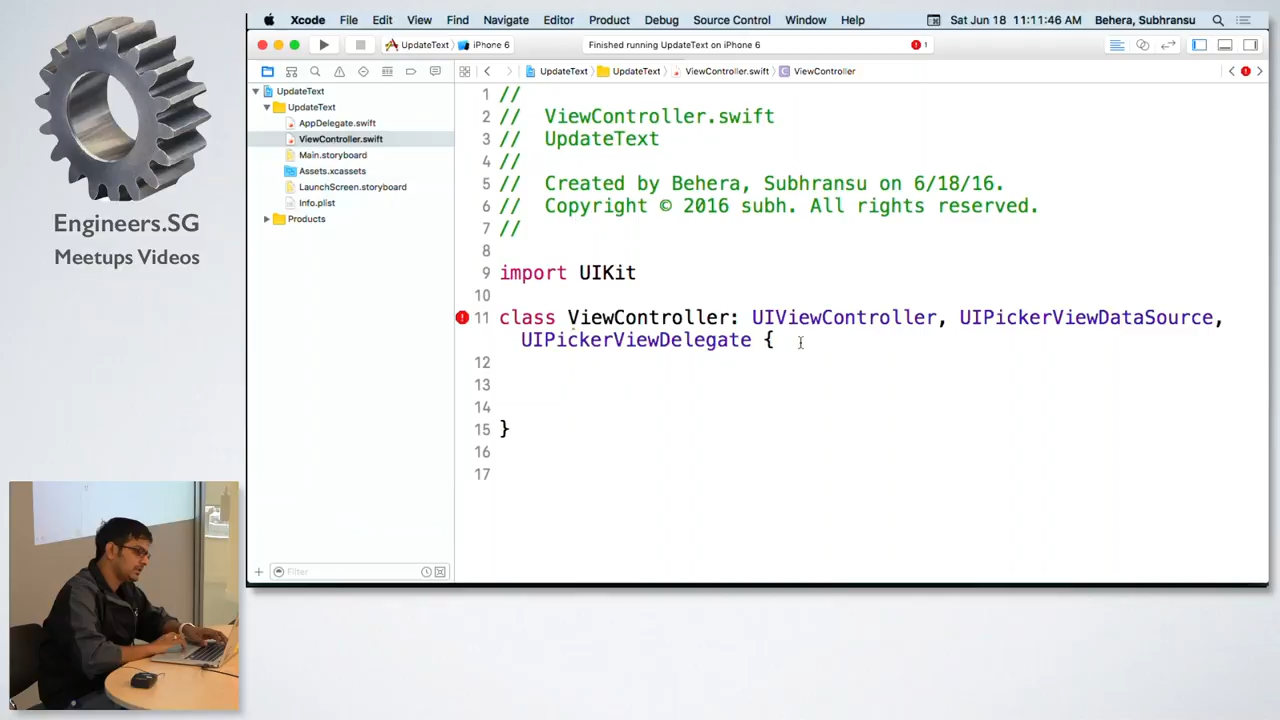 Engineers.SG
Meetups Videos
Xcode File Edit View Find Navigate Editor Product Debug Source Control Window Help Sat Jun 18 11:11:46 AM Behera, Subhransu
UpdateText iPhone 6 Finished running UpdateText on iPhone 6 1
UpdateText UpdateText ViewController.swift C ViewController
UpdateText
UpdateText
AppDelegate.swift
ViewController.swift
Main.storyboard
Assets.xcassets
LaunchScreen.storyboard
Info.plist
Products
Filter
1 //
2 // ViewController.swift
3 // UpdateText
4 //
5 // Created by Behera, Subhransu on 6/18/16.
6 // Copyright © 2016 subh. All rights reserved.
7 //
8
9 import UIKit
10
11 class ViewController: UIViewController, UIPickerViewDataSource,
UIPickerViewDelegate {
12
13
14
15 }
16
17